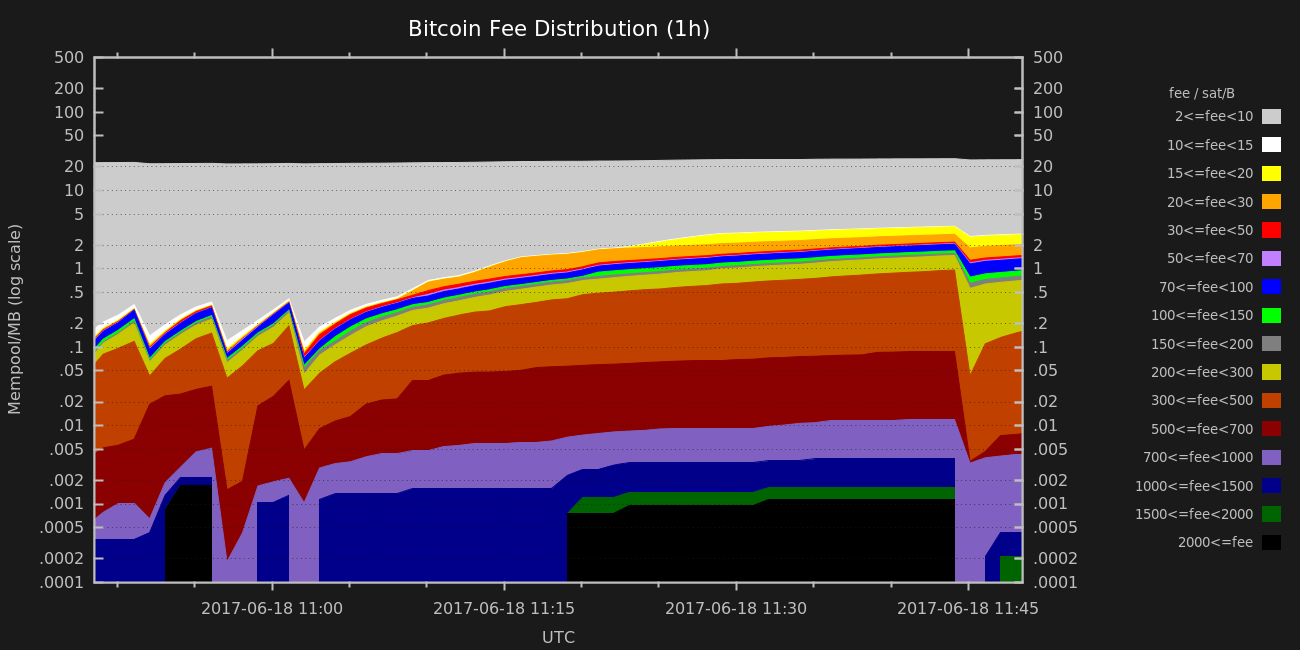 Bitcoin Fee Distribution (1h)
500
200
100
50
20
10
5
2
1
.5
.2
.1
.05
.02
.01
.005
.002
.001
.0005
.0002
.0001
Mempool/MB (log scale)
500
200
100
50
20
10
5
2
1
.5
.2
.1
.05
.02
.01
.005
.002
.001
.0005
.0002
.0001
2017-06-18 11:00
2017-06-18 11:15
2017-06-18 11:30
2017-06-18 11:45
UTC
fee / sat/B
2<=fee<10
10<=fee<15
15<=fee<20
20<=fee<30
30<=fee<50
50<=fee<70
70<=fee<100
100<=fee<150
150<=fee<200
200<=fee<300
300<=fee<500
500<=fee<700
700<=fee<1000
1000<=fee<1500
1500<=fee<2000
2000<=fee